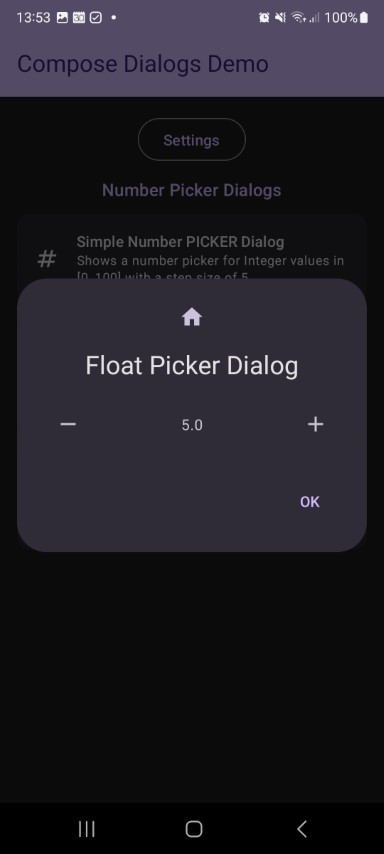 13:53
100%
Compose Dialogs Demo
Settings
Number Picker Dialogs
Simple Number PICKER Dialog
Shows a number picker for Integer values in
[0, 100] with a step size of 5
Float Picker Dialog
5.0
OK